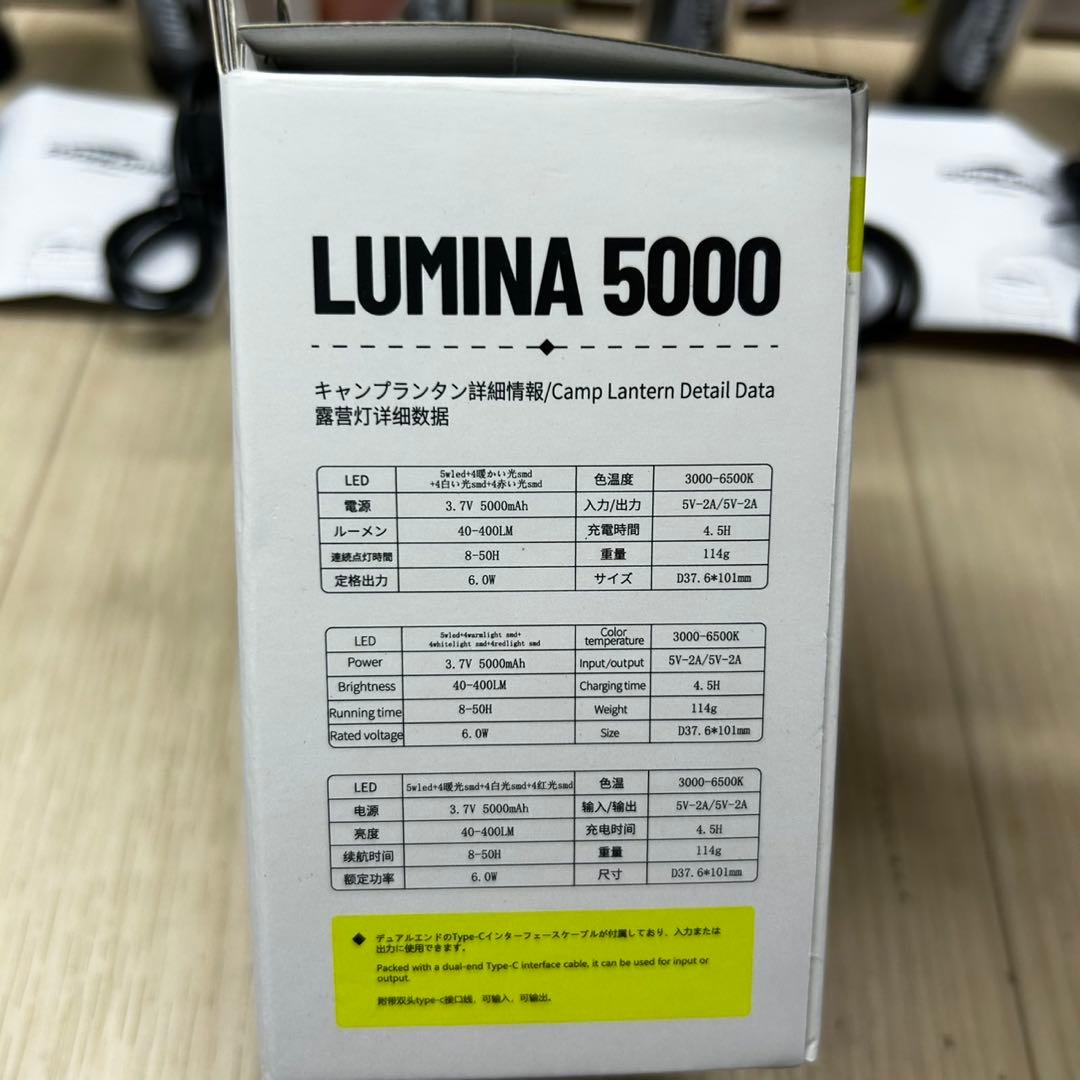 LUMINA 5000
キャンプランタン詳細情報/Camp Lantern Detail Data
露营灯详细数据
LED 5wled+4暖かい光smd +4白い光smd+4赤い光smd 色温度 3000-6500K
電源 3.7V 5000mAh 入力/出力 5V-2A/5V-2A
ルーメン 40-400LM 充電時間 4.5H
連続点灯時間 8-50H 重量 114g
定格出力 6.0W サイズ D37.6*101mm
LED 5wled+4warmlight smd+ 4whitelight smd+4redlight smd Color temperature 3000-6500K
Power 3.7V 5000mAh Input/output 5V-2A/5V-2A
Brightness 40-400LM Charging time 4.5H
Running time 8-50H Weight 114g
Rated voltage 6.0W Size D37.6*101mm
LED 5wled+4暖光smd+4白光smd+4红光smd 色温 3000-6500K
电源 3.7V 5000mAh 输入/输出 5V-2A/5V-2A
亮度 40-400LM 充电时间 4.5H
续航时间 8-50H 重量 114g
额定功率 6.0W 尺寸 D37.6*101mm
デュアルエンドのType-Cインターフェースケーブルが付属しており、入力または
出力に使用できます。
Packed with a dual-end Type-C interface cable, it can be used for input or
output.
附带双头type-c接口线，可输入，可输出。